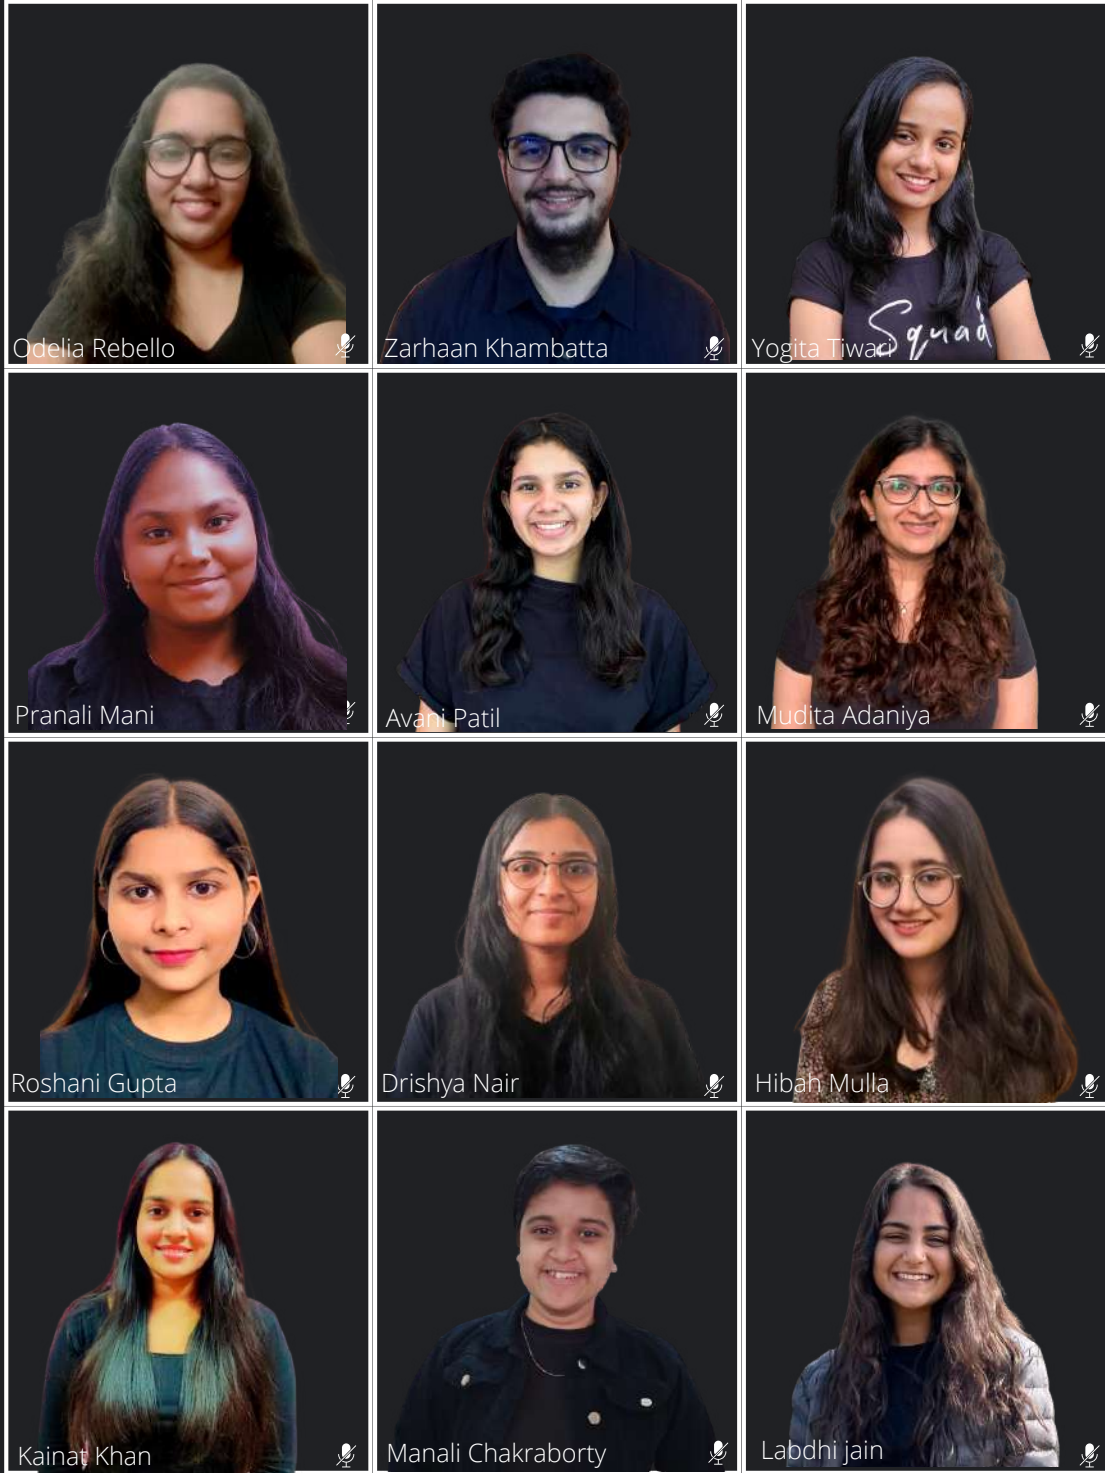 Odelia Rebello
Zarhaan Khambatta
Squad
Yogita Tiwari
Pranali Mani
Avani Patil
Mudita Adaniya
Roshani Gupta
Drishya Nair
Hibah Mulla
Kainat Khan
Manali Chakraborty
Labdhi jain